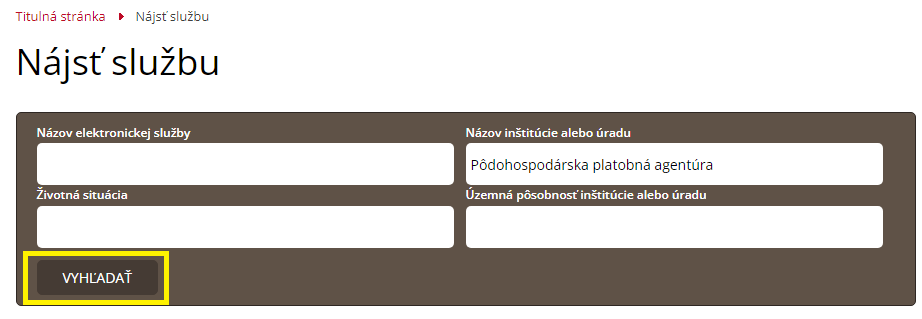 Titulná stránka ▸ Nájsť službu
Nájsť službu
Názov elektronickej služby Názov inštitúcie alebo úradu
Pôdohospodárska platobná agentúra
Životná situácia Územná pôsobnosť inštitúcie alebo úradu
VYHĽADAŤ